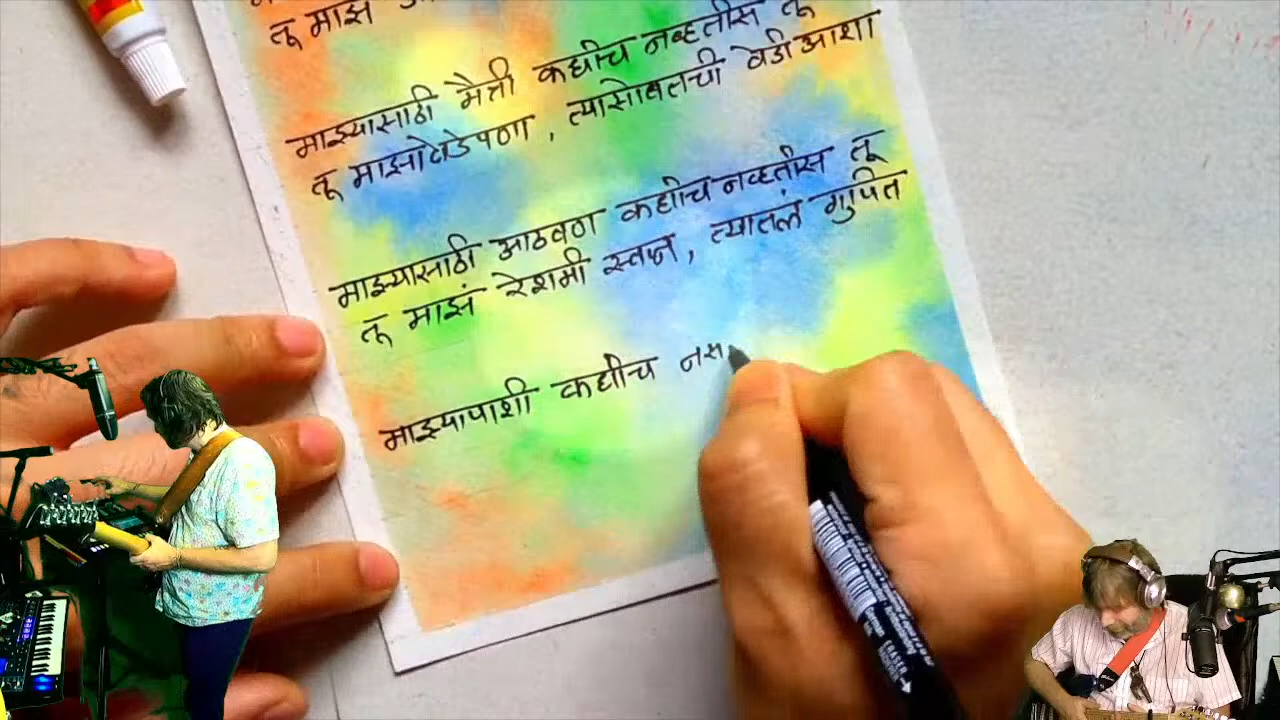 तू माझं
माझ्यासाठी मैत्री कधीच नव्हतीस तू
तू माझा वेडेपणा , त्यासोबतची वेडी आशा
माझ्यासाठी आठवण कधीच नव्हतीस तू
तू माझं रेशमी स्वप्न , त्यातलं गुपित
माझ्यापाशी कधीच नस